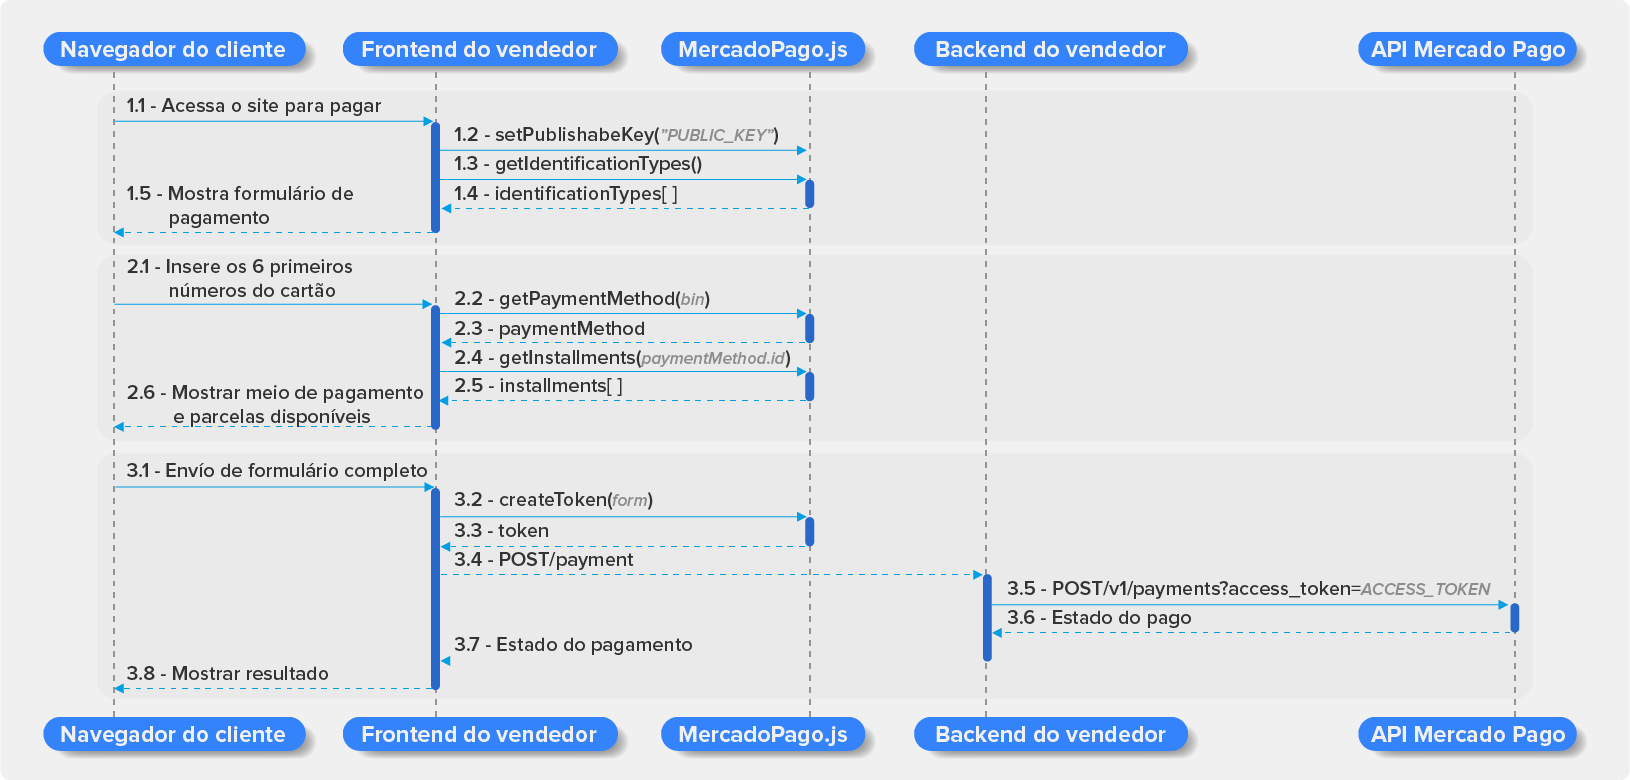 Navegador do cliente
Frontend do vendedor
MercadoPago.js
Backend do vendedor
API Mercado Pago
1.1 - Acessa o site para pagar
1.2 - setPublishabeKey(”PUBLIC_KEY”)
1.3 - getIdentificationTypes()
1.4 - identificationTypes[ ]
1.5 - Mostra formulário de
pagamento
2.1 - Insere os 6 primeiros
números do cartão
2.2 - getPaymentMethod(bin)
2.3 - paymentMethod
2.4 - getInstallments(paymentMethod.id)
2.5 - installments[ ]
2.6 - Mostrar meio de pagamento
e parcelas disponíveis
3.1 - Envío de formulário completo
3.2 - createToken(form)
3.3 - token
3.4 - POST/payment
3.5 - POST/v1/payments?access_token=ACCESS_TOKEN
3.6 - Estado do pago
3.7 - Estado do pagamento
3.8 - Mostrar resultado
Navegador do cliente
Frontend do vendedor
MercadoPago.js
Backend do vendedor
API Mercado Pago